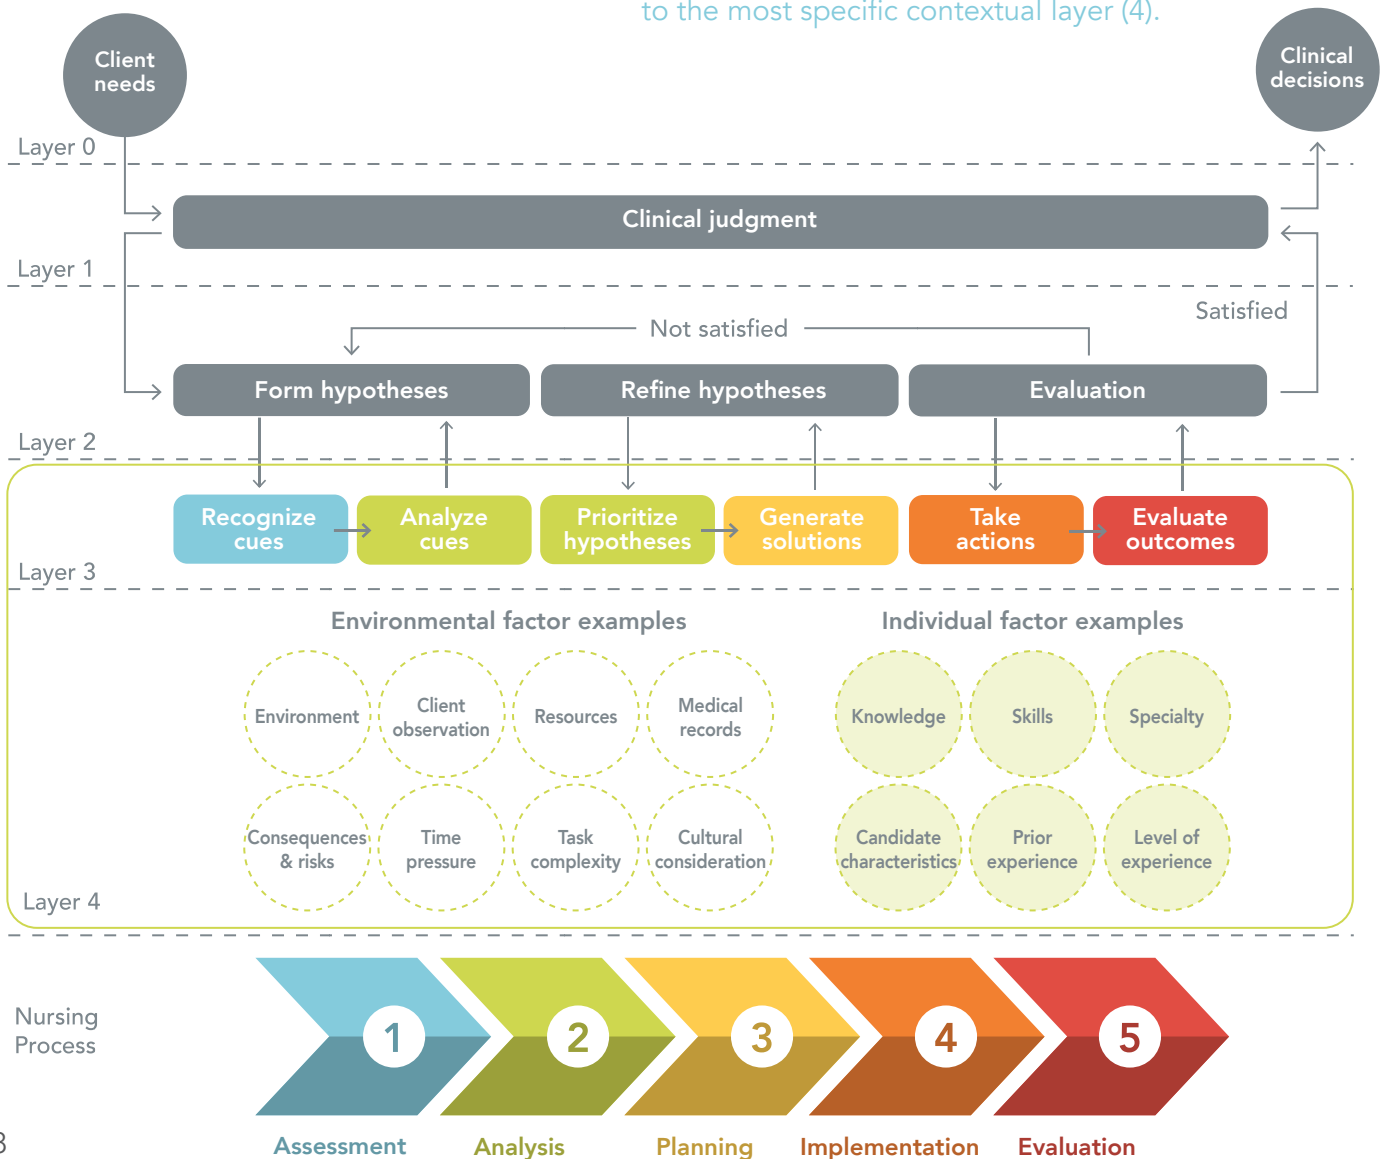 to the most specific contextual layer (4).
Client
needs
Clinical
decisions
Layer 0
Clinical judgment
Layer 1
Satisfied
Not satisfied
Form hypotheses
Refine hypotheses
Evaluation
Layer 2
Recognize
cues
Analyze
cues
Prioritize
hypotheses
Generate
solutions
Take
actions
Evaluate
outcomes
Layer 3
Environmental factor examples
Individual factor examples
Environment
Client
observation
Resources
Medical
records
Knowledge
Skills
Specialty
Consequences
& risks
Time
pressure
Task
complexity
Cultural
consideration
Candidate
characteristics
Prior
experience
Level of
experience
Layer 4
Nursing
Process
1
2
3
4
5
Assessment
Analysis
Planning
Implementation
Evaluation